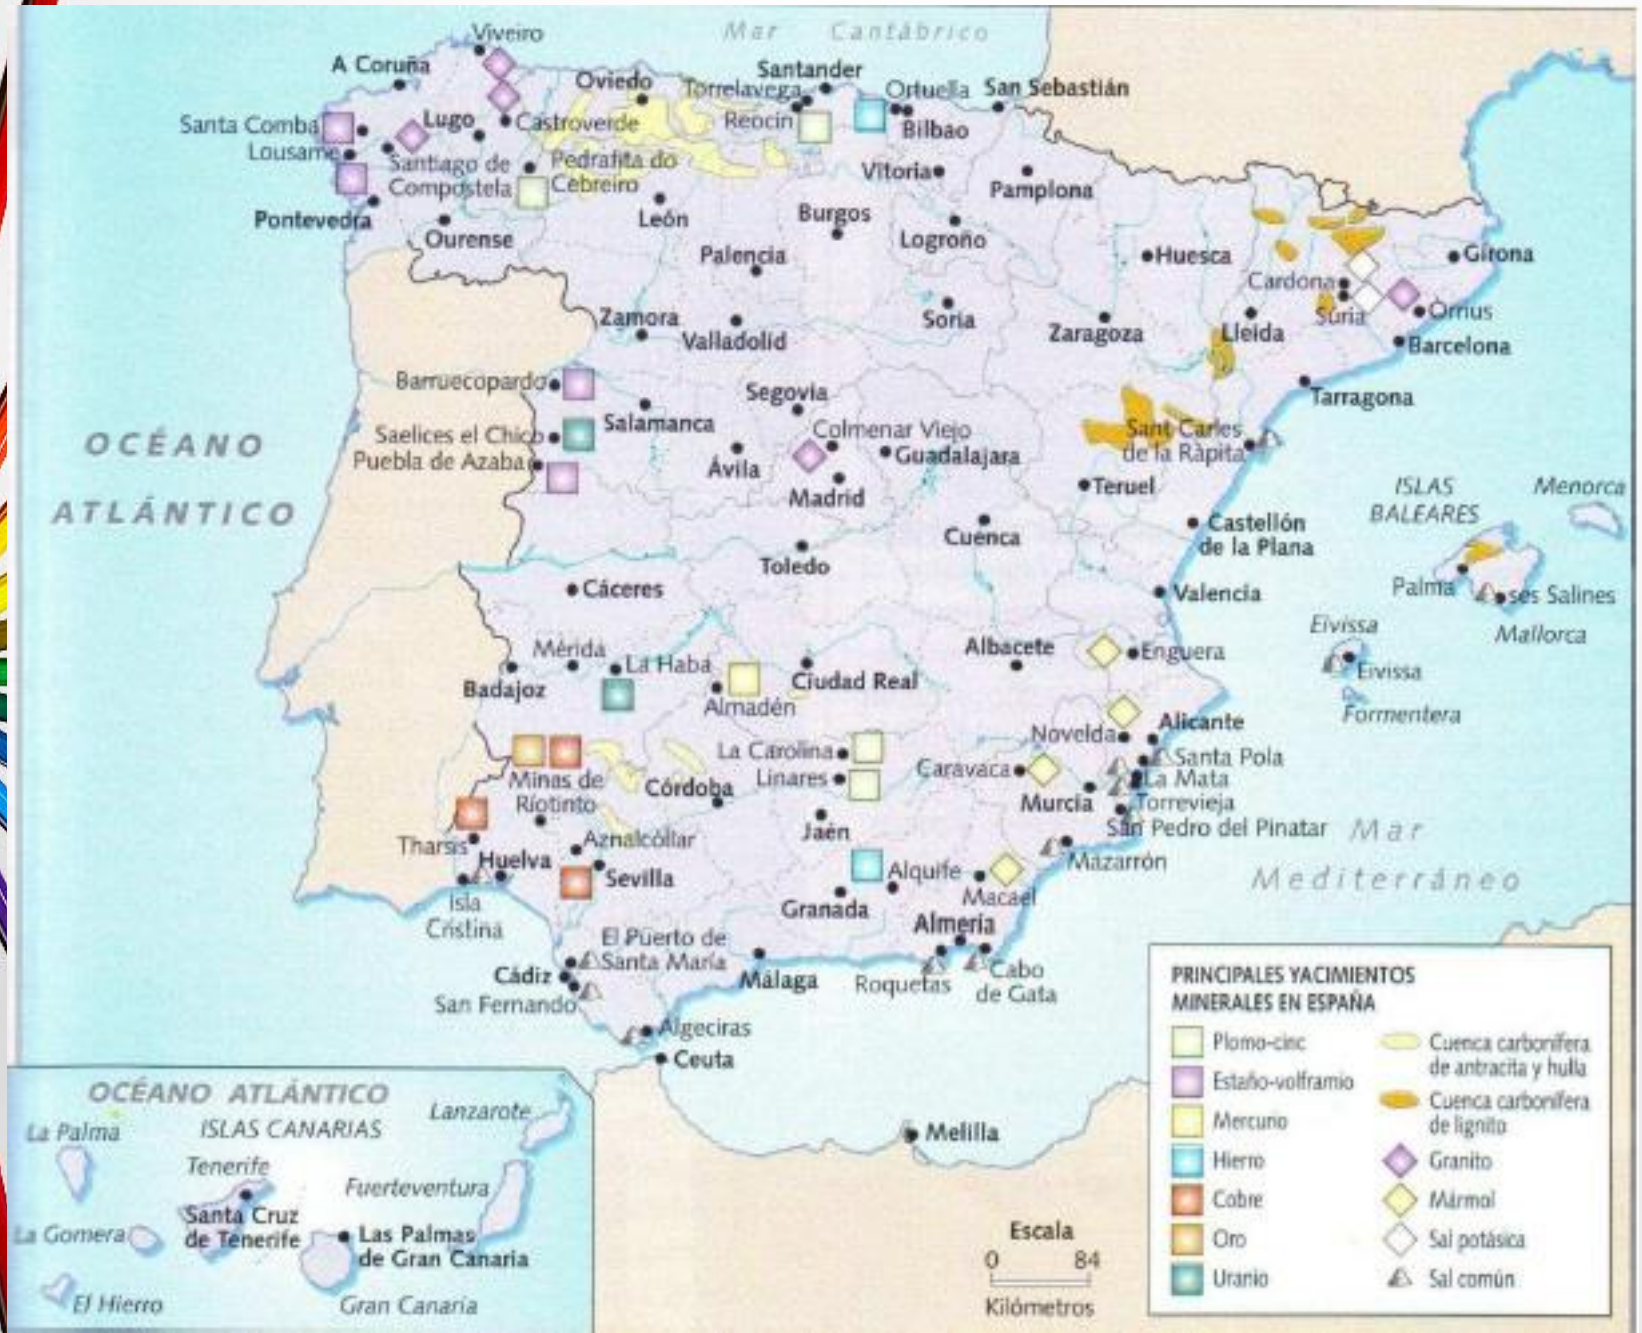 Mar Cantábrico
Viveiro
A Coruña
Oviedo
Santander
Torrelavega
Ortuella
San Sebastián
Santa Comba
Lugo
Castroverde
Reocín
Bilbao
Lousame
Santiago de
Compostela
Pedrafita do
Cebreiro
Vitoria
Pamplona
Pontevedra
Ourense
León
Burgos
Logroño
Palencia
Huesca
Girona
Cardona
Zamora
Valladolid
Soria
Zaragoza
Lleida
Súria
Òrrius
Barcelona
Barruecopardo
Segovia
Tarragona
Salamanca
OCÉANO
ATLÁNTICO
Saelices el Chico
Puebla de Azaba
Ávila
Colmenar Viejo
Guadalajara
Madrid
Sant Carles
de la Ràpita
Teruel
ISLAS
BALEARES
Menorca
Cuenca
Castellón
de la Plana
Toledo
Cáceres
Valencia
Palma
ses Salines
Mallorca
Eivissa
Eivissa
Formentera
Mérida
La Haba
Badajoz
Almadén
Ciudad Real
Albacete
Enguera
Novelda
Alicante
Minas de
Ríotinto
La Carolina
Linares
Córdoba
Caravaca
Santa Pola
La Mata
Murcia
Torrevieja
San Pedro del Pinatar
Mar
Mediterráneo
Tharsis
Huelva
Aznalcóllar
Sevilla
Jaén
Mazarrón
Alquife
Macael
Isla
Cristina
Granada
Almería
El Puerto de
Santa María
Cádiz
San Fernando
Málaga
Roquetas
Cabo
de Gata
Algeciras
Ceuta
Melilla
OCÉANO ATLÁNTICO
ISLAS CANARIAS
Lanzarote
La Palma
Tenerife
Fuerteventura
Santa Cruz
de Tenerife
La Gomera
Las Palmas
de Gran Canaria
El Hierro
Gran Canaria
Escala
0 84
Kilómetros
PRINCIPALES YACIMIENTOS
MINERALES EN ESPAÑA
Plomo-cinc
Estaño-volframio
Mercurio
Hierro
Cobre
Oro
Uranio
Cuenca carbonífera
de antracita y hulla
Cuenca carbonífera
de lignito
Granito
Mármol
Sal potásica
Sal común